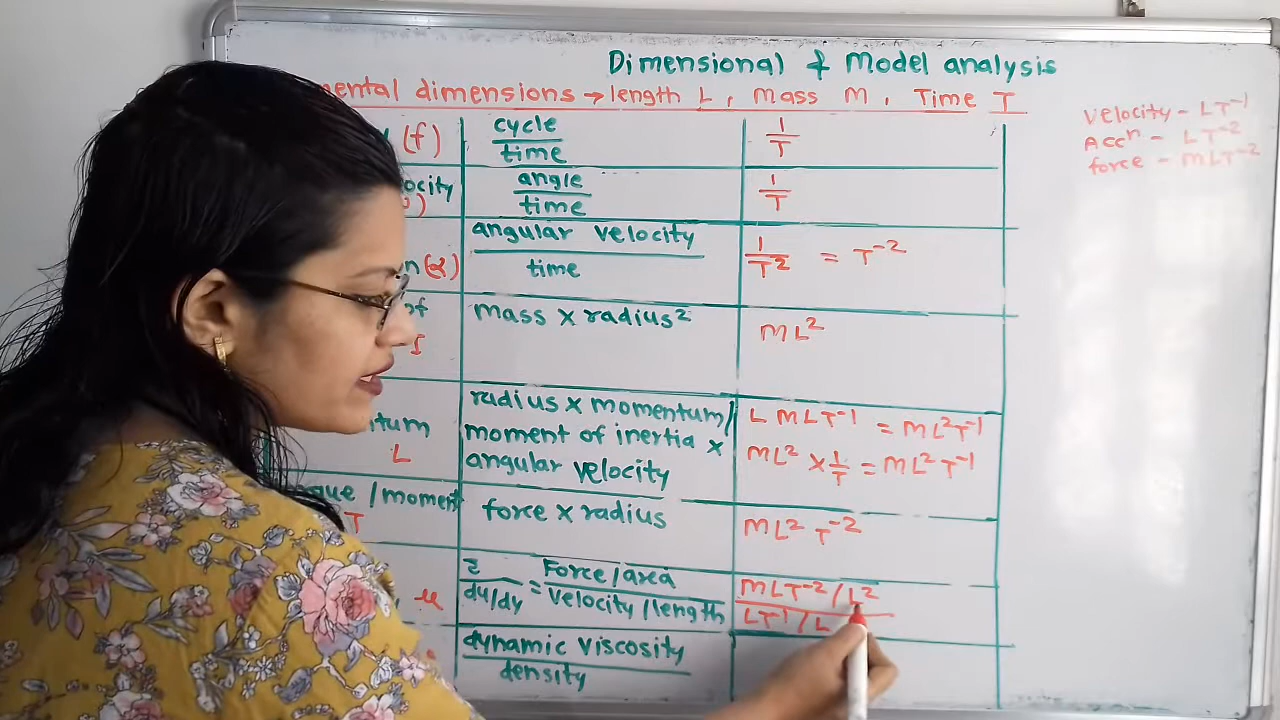 Dimensional & Model analysis
mental dimensions → length L, Mass M, Time T
velocity - LT⁻¹
Accⁿ - LT⁻²
force - MLT⁻²
(f) cycle/time 1/T
ocity angle/time 1/T
n(α) angular velocity/time 1/T² = T⁻²
of mass × radius² ML²
I
radius × momentum/ L MLT⁻¹ = ML²T⁻¹
tum moment of inertia × ML² × 1/T = ML²T⁻¹
L angular velocity
que/moment force × radius ML²T⁻²
T
τ/du/dy = Force/area / velocity/length MLT⁻²/L² / LT⁻¹/L
μ
dynamic viscosity/density